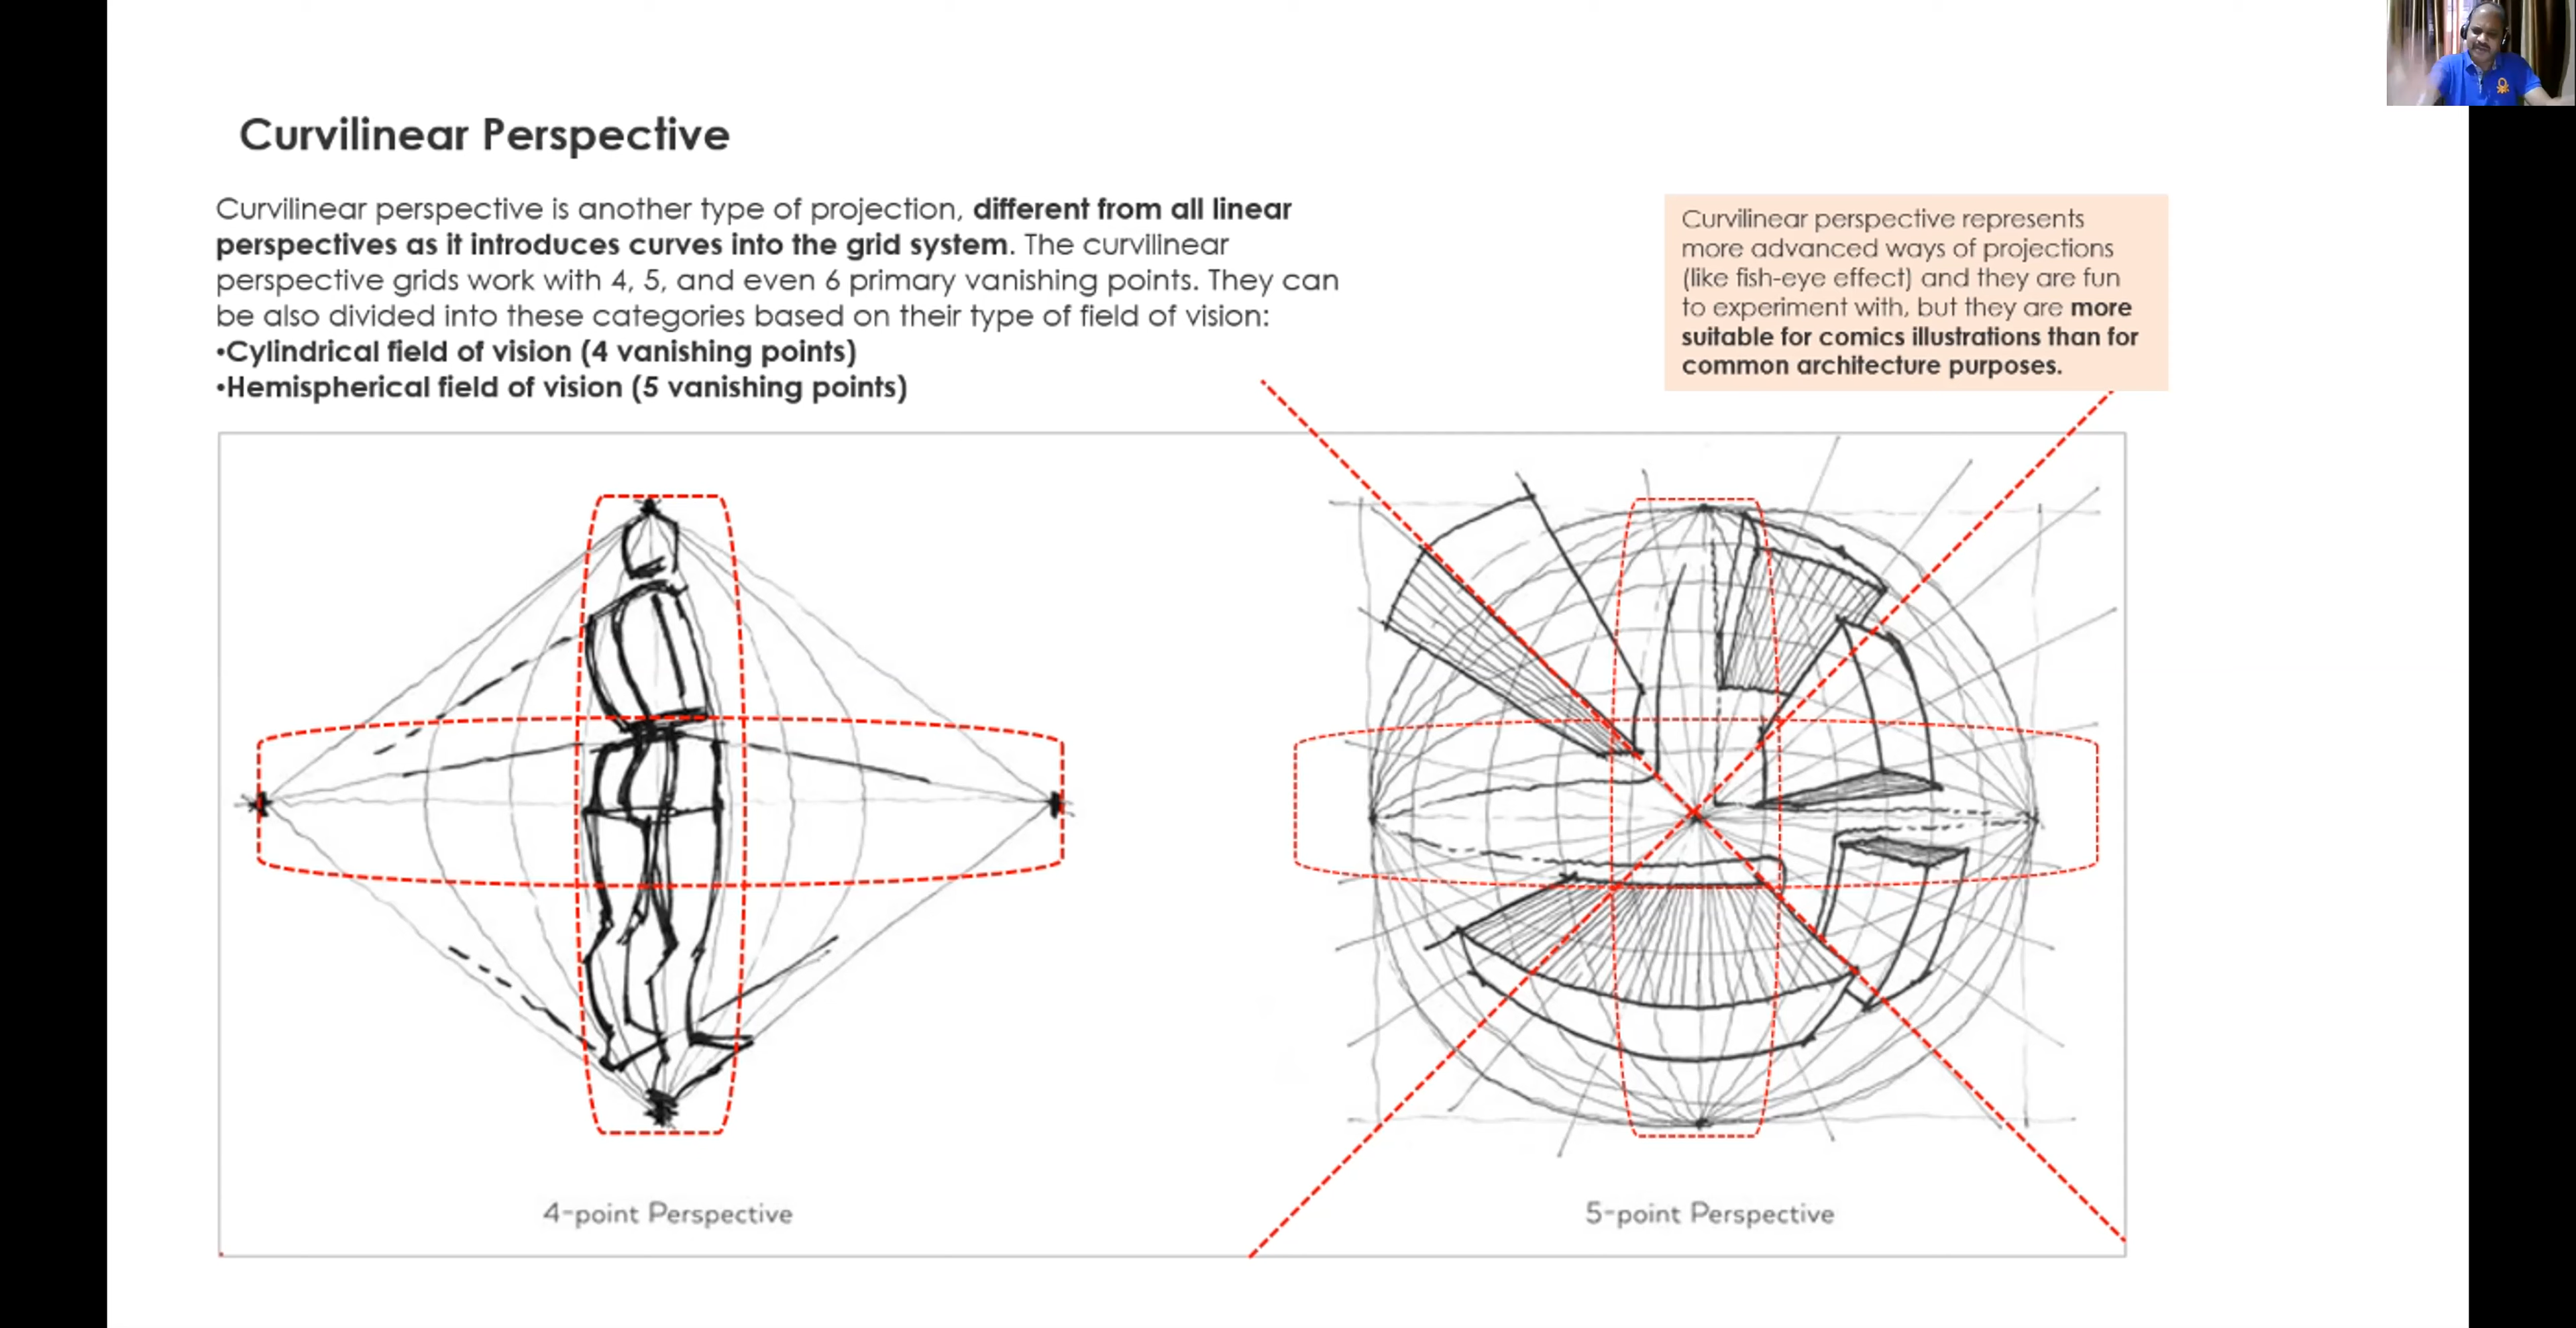 Curvilinear Perspective
Curvilinear perspective is another type of projection, different from all linear
perspectives as it introduces curves into the grid system. The curvilinear
perspective grids work with 4, 5, and even 6 primary vanishing points. They can
be also divided into these categories based on their type of field of vision:
•Cylindrical field of vision (4 vanishing points)
•Hemispherical field of vision (5 vanishing points)
Curvilinear perspective represents
more advanced ways of projections
(like fish-eye effect) and they are fun
to experiment with, but they are more
suitable for comics illustrations than for
common architecture purposes.
4-point Perspective
5-point Perspective